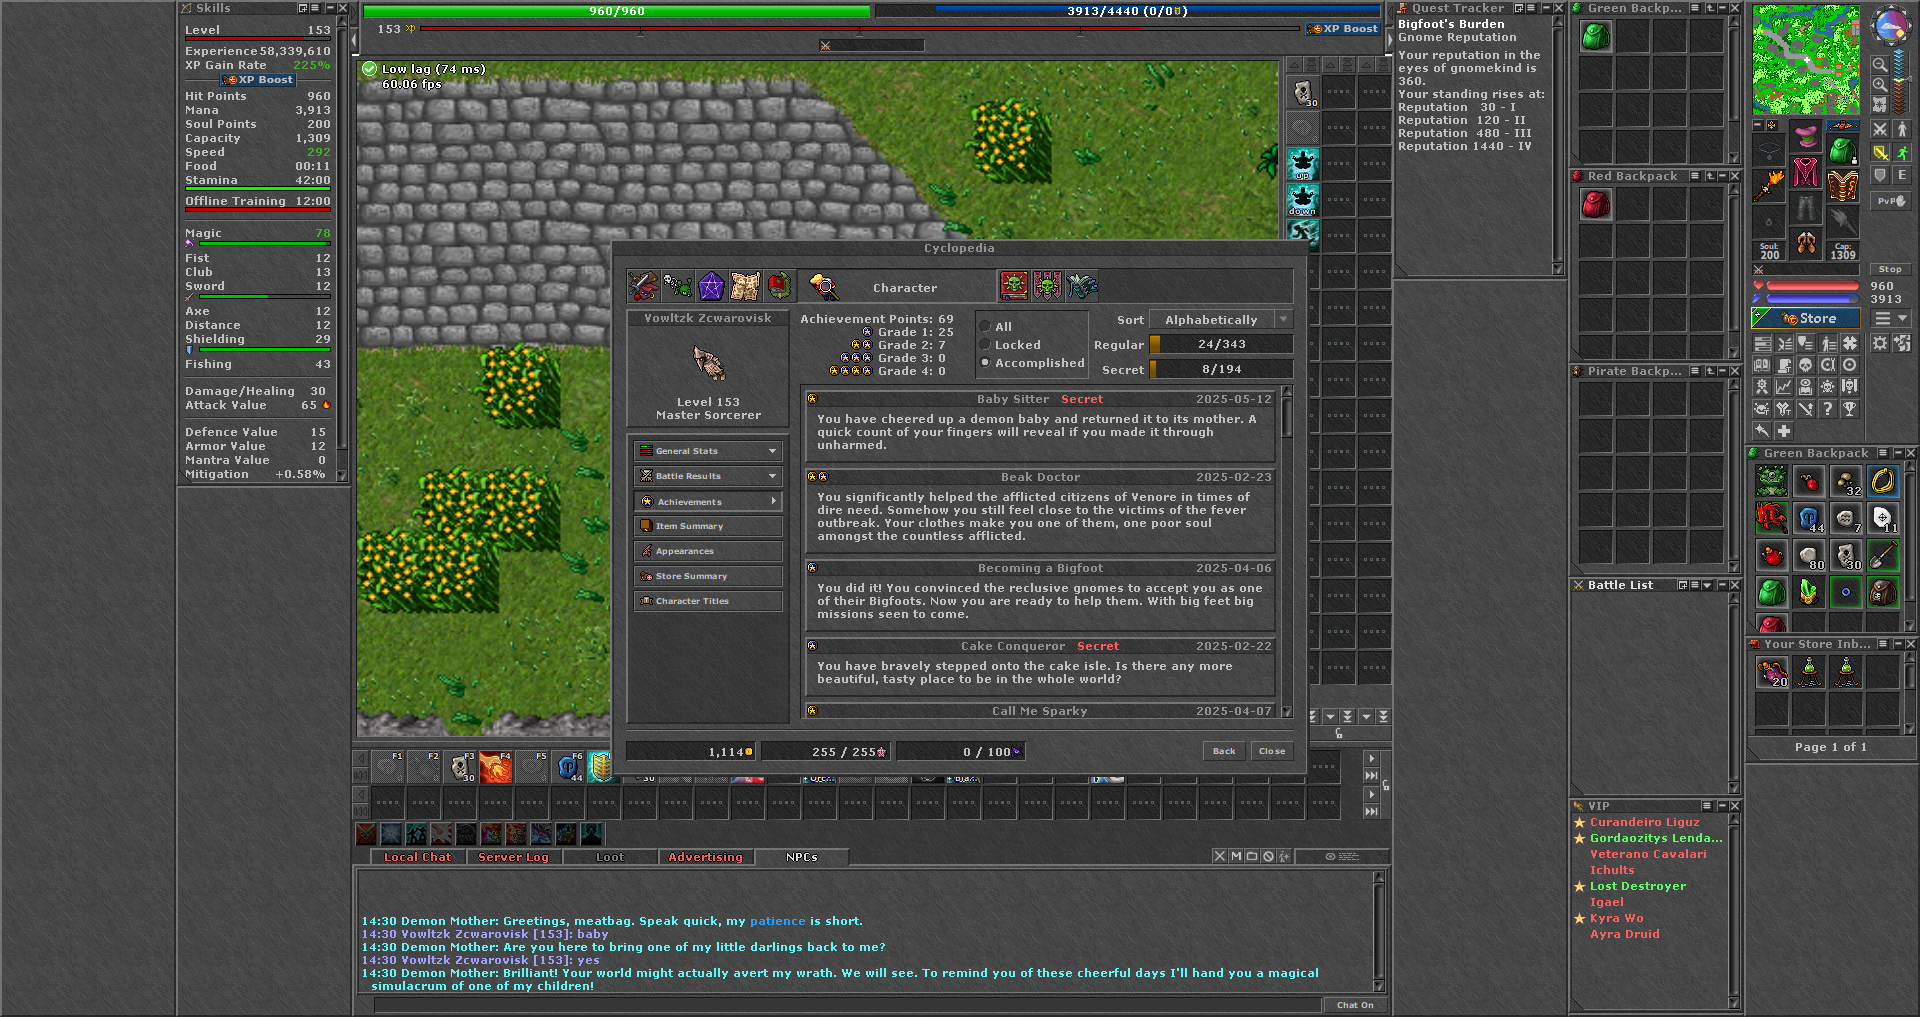 Skills
Level 153
Experience 58,339,610
XP Gain Rate 225%
XP Boost
Hit Points 960
Mana 3,913
Soul Points 200
Capacity 1,309
Speed 292
Food 00:11
Stamina 42:00
Offline Training 12:00
Magic 78
Fist 12
Club 13
Sword 12
Axe 12
Distance 12
Shielding 29
Fishing 43
Damage/Healing 30
Attack Value 65
Defence Value 15
Armor Value 12
Mantra Value 0
Mitigation +0.58%
960/960
3913/4440 (0/0)
153 XP
XP Boost
Low lag (74 ms)
60.06 fps
30
up
down
Cyclopedia
Character
Vowltzk Zcwarovisk
Level 153
Master Sorcerer
General Stats
Battle Results
Achievements
Item Summary
Appearances
Store Summary
Character Titles
Achievement Points: 69
Grade 1: 25
Grade 2: 7
Grade 3: 0
Grade 4: 0
All
Locked
Accomplished
Sort Alphabetically
Regular 24/343
Secret 8/194
Baby Sitter Secret 2025-05-12
You have cheered up a demon baby and returned it to its mother. A
quick count of your fingers will reveal if you made it through
unharmed.
Beak Doctor 2025-02-23
You significantly helped the afflicted citizens of Venore in times of
dire need. Somehow you still feel close to the victims of the fever
outbreak. Your clothes make you one of them, one poor soul
amongst the countless afflicted.
Becoming a Bigfoot 2025-04-06
You did it! You convinced the reclusive gnomes to accept you as one
of their Bigfoots. Now you are ready to help them. With big feet big
missions seen to come.
Cake Conqueror Secret 2025-02-22
You have bravely stepped onto the cake isle. Is there any more
beautiful, tasty place to be in the whole world?
Call Me Sparky 2025-04-07
1,114
255 / 255
0 / 100
Back
Close
F1
F2
F3
30
F4
F5
F6
44
Local Chat
Server Log
Loot
Advertising
NPCs
14:30 Demon Mother: Greetings, meatbag. Speak quick, my patience is short.
14:30 Vowltzk Zcwarovisk [153]: baby
14:30 Demon Mother: Are you here to bring one of my little darlings back to me?
14:30 Vowltzk Zcwarovisk [153]: yes
14:30 Demon Mother: Brilliant! Your world might actually avert my wrath. We will see. To remind you of these cheerful days I'll hand you a magical
simulacrum of one of my children!
Chat On
Quest Tracker
Bigfoot's Burden
Gnome Reputation
Your reputation in the
eyes of gnomekind is
360.
Your standing rises at:
Reputation 30 - I
Reputation 120 - II
Reputation 480 - III
Reputation 1440 - IV
Green Backp...
Red Backpack
Pirate Backp...
Battle List
VIP
Curandeiro Liguz
Gordaozitys Lenda...
Veterano Cavalari
Ichults
Lost Destroyer
Igael
Kyra Wo
Ayra Druid
E
PvP
Soul:
200
Cap:
1309
Stop
960
3913
Store
Green Backpack
32
44
7
11
80
30
Your Store Inb...
20
Page 1 of 1